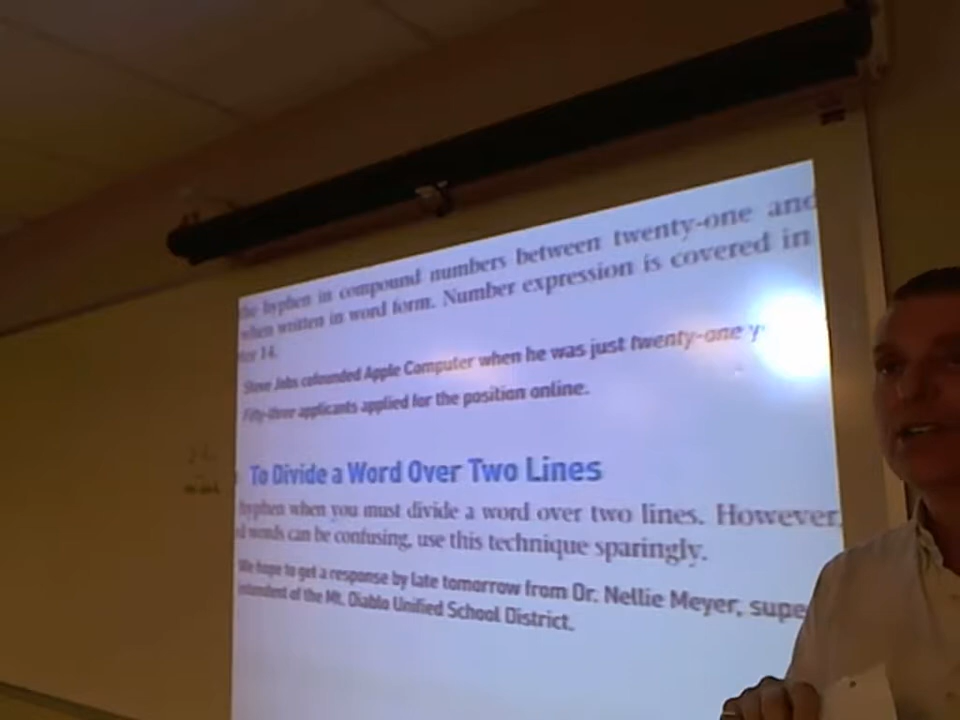 the hyphen in compound numbers between twenty-one and
when written in word form. Number expression is covered in
14.
Steve Jobs cofounded Apple Computer when he was just twenty-one y
Fifty-three applicants applied for the position online.
To Divide a Word Over Two Lines
hyphen when you must divide a word over two lines. However,
d words can be confusing, use this technique sparingly.
We hope to get a response by late tomorrow from Dr. Nellie Meyer, supe
intendent of the Mt. Diablo Unified School District.